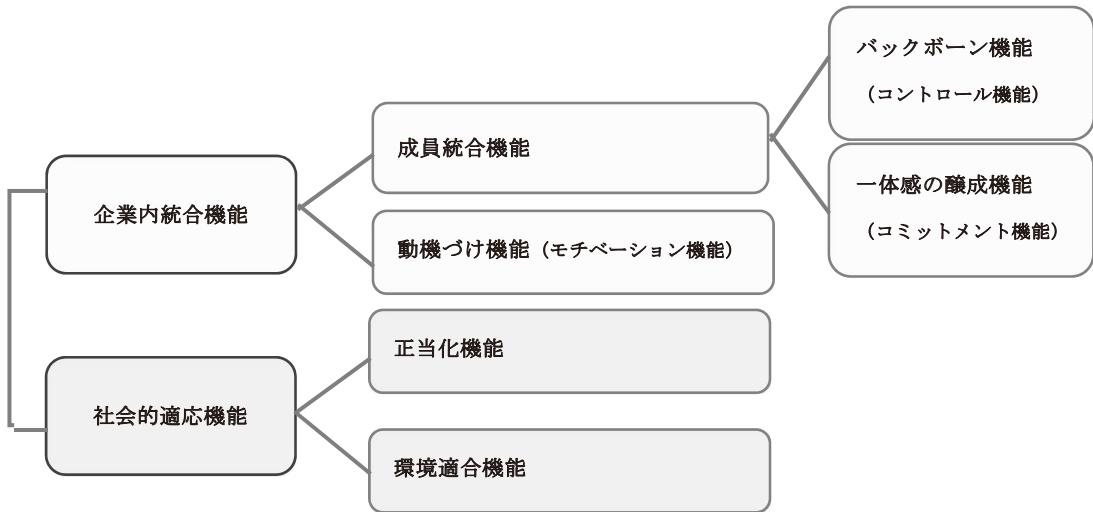 企業内統合機能
成員統合機能
バックボーン機能
（コントロール機能）
一体感の醸成機能
（コミットメント機能）
動機づけ機能（モチベーション機能）
社会的適応機能
正当化機能
環境適合機能